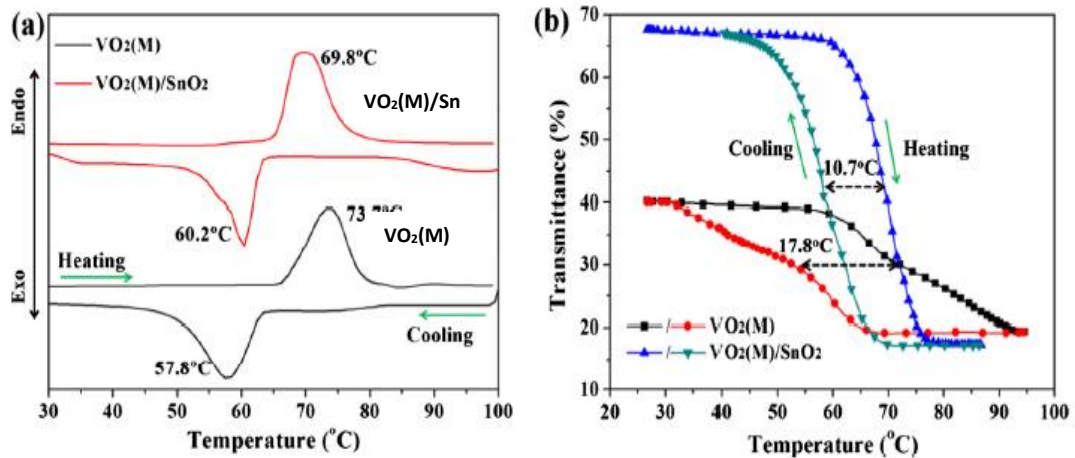 (a)
VO₂(M)
VO₂(M)/SnO₂
69.8°C
VO₂(M)/Sn
60.2°C
73.7°C
VO₂(M)
Heating
Cooling
57.8°C
Endo
Exo
30 40 50 60 70 80 90 100
Temperature (°C)
(b)
70
60
50
40
30
20
10
Transmittance (%)
Cooling
Heating
10.7°C
17.8°C
VO₂(M)
VO₂(M)/SnO₂
20 30 40 50 60 70 80 90 100
Temperature (°C)